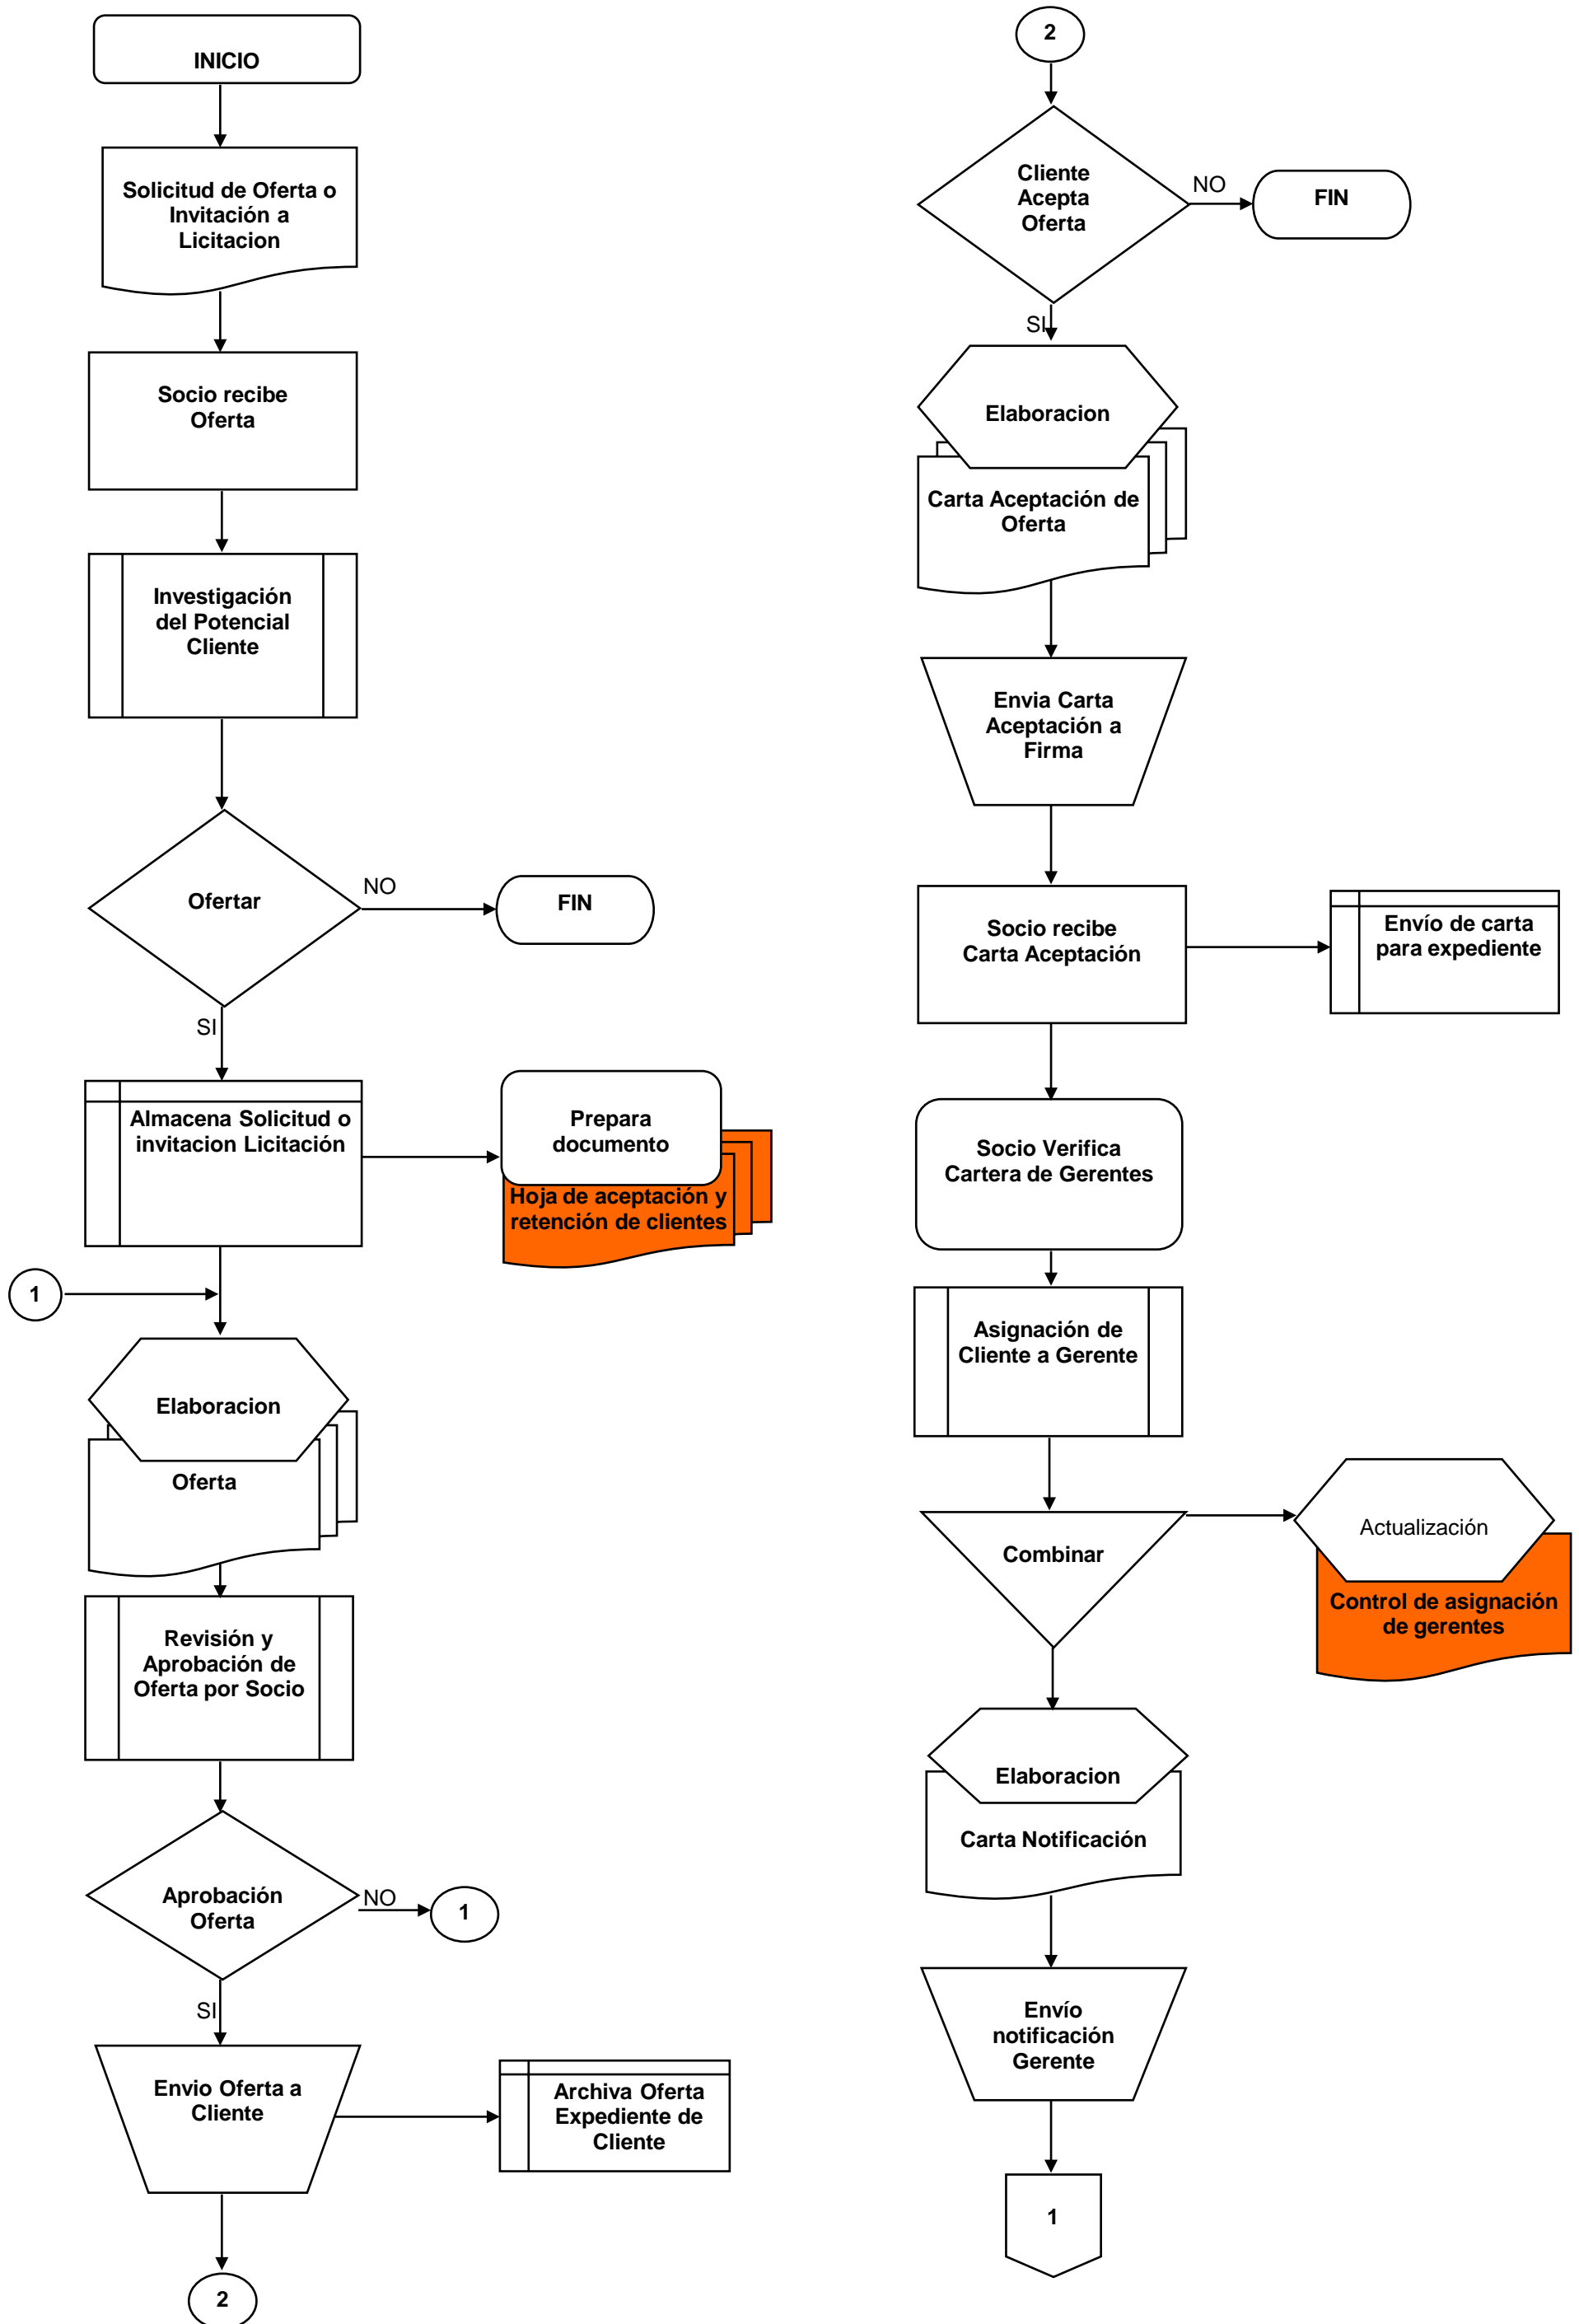 INICIO
Solicitud de Oferta o
Invitación a
Licitacion
Socio recibe
Oferta
Investigación
del Potencial
Cliente
Ofertar
NO
FIN
SI
Almacena Solicitud o
invitacion Licitación
Prepara
documento
Hoja de aceptación y
retención de clientes
1
Elaboracion
Oferta
Revisión y
Aprobación de
Oferta por Socio
Aprobación
Oferta
NO
1
SI
Envio Oferta a
Cliente
Archiva Oferta
Expediente de
Cliente
2
2
Cliente
Acepta
Oferta
NO
FIN
SI
Elaboracion
Carta Aceptación de
Oferta
Envia Carta
Aceptación a
Firma
Socio recibe
Carta Aceptación
Envío de carta
para expediente
Socio Verifica
Cartera de Gerentes
Asignación de
Cliente a Gerente
Combinar
Actualización
Control de asignación
de gerentes
Elaboracion
Carta Notificación
Envío
notificación
Gerente
1